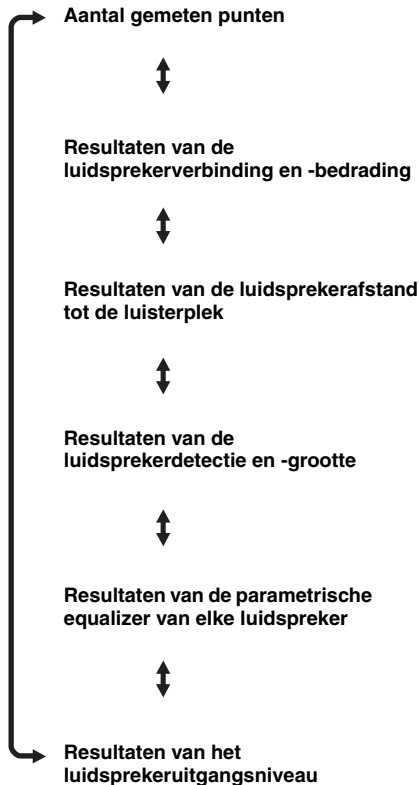 Aantal gemeten punten
Resultaten van de
luidsprekerverbinding en -bedrading
Resultaten van de luidsprekerafstand
tot de luisterplek
Resultaten van de
luidsprekerdetectie en -grootte
Resultaten van de parametrische
equalizer van elke luidspreker
Resultaten van het
luidsprekeruitgangsniveau